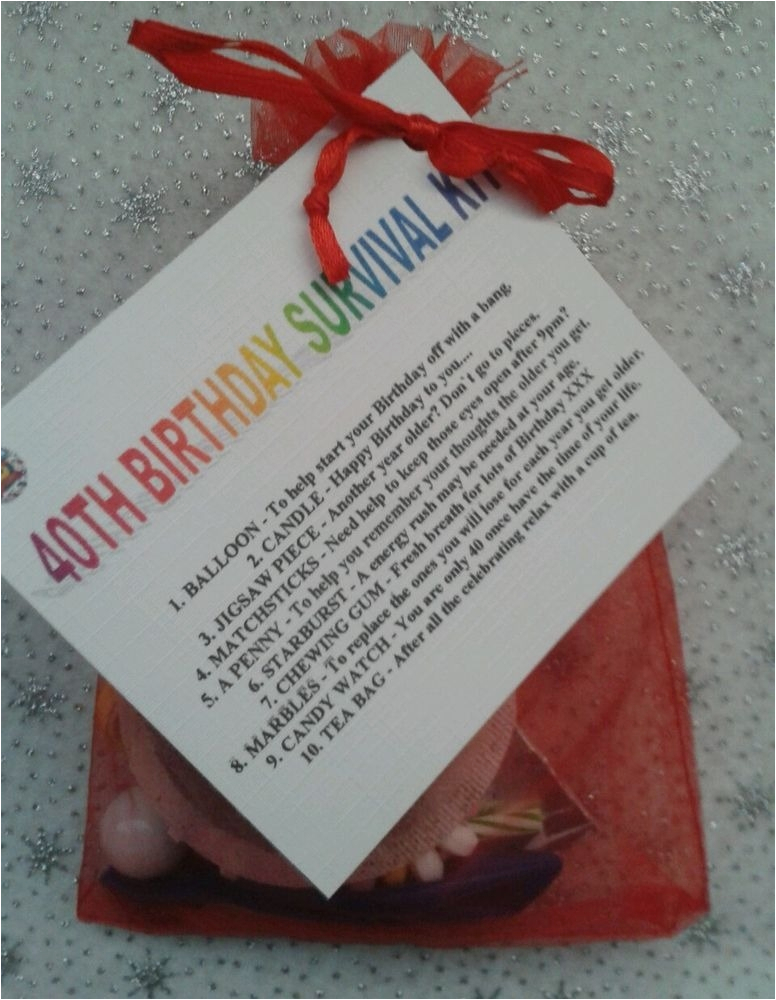 40TH BIRTHDAY SURVIVAL KIT
1. BALLOON - To help start your Birthday off with a bang.
2. CANDLE - Happy Birthday to you....
3. JIGSAW PIECE - Another year older? Don't go to pieces.
4. MATCHSTICKS - Need help to keep those eyes open after 9pm?
5. A PENNY - To help you remember your thoughts the older you get.
6. STARBURST - A energy rush may be needed at your age.
7. CHEWING GUM - Fresh breath for lots of Birthday XXX
8. MARBLES - To replace the ones you will lose for each year you get older.
9. CANDY WATCH - You are only 40 once have the time of your life.
10. TEA BAG - After all the celebrating relax with a cup of tea.